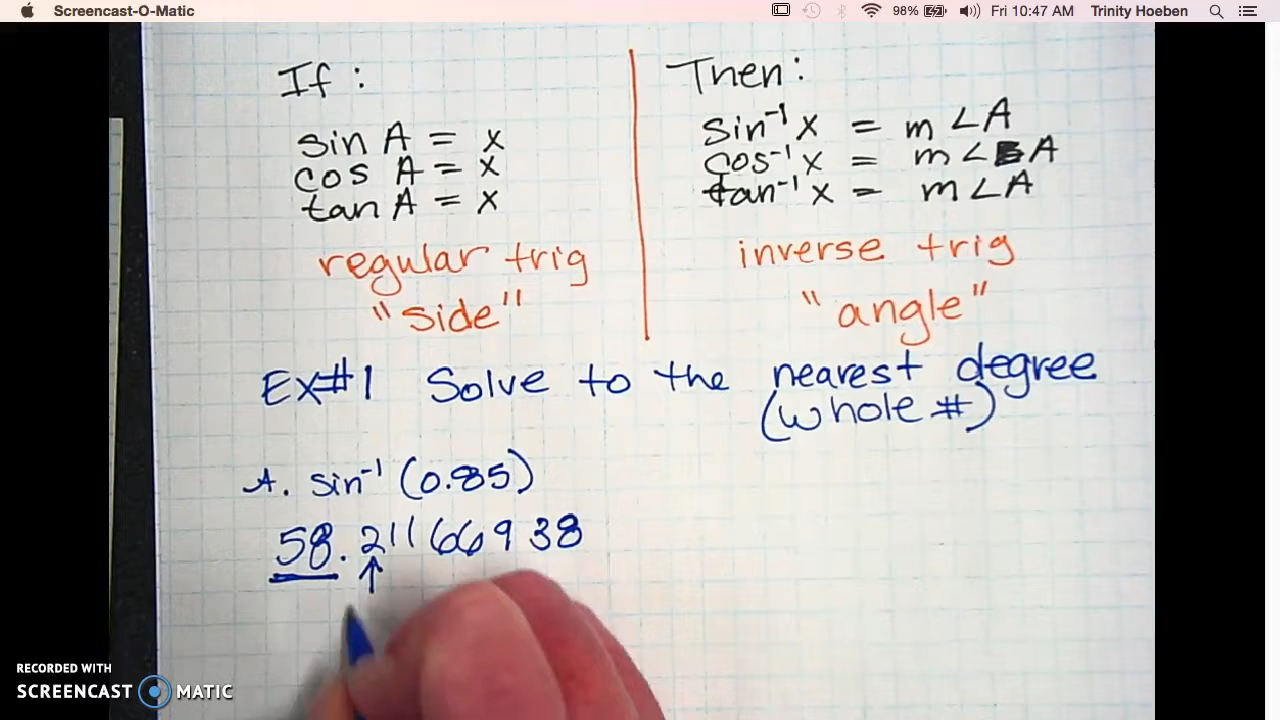 Screencast-O-Matic
98%
Fri 10:47 AM
Trinity Hoeben
If :
sin A = x
cos A = x
tan A = x
regular trig
"side"
Then:
sin⁻¹ x = m ∠A
cos⁻¹ x = m ∠ A
tan⁻¹ x = m ∠A
inverse trig
"angle"
Ex#1 Solve to the nearest degree
(whole #)
A. sin⁻¹ (0.85)
58.21166938
RECORDED WITH
SCREENCAST MATIC